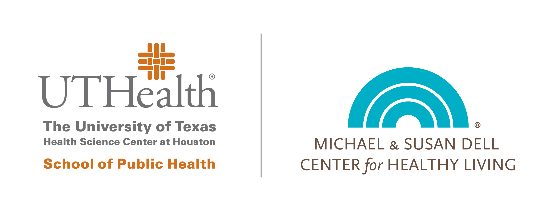 UTHealth®
The University of Texas
Health Science Center at Houston
School of Public Health
®
MICHAEL & SUSAN DELL
CENTER for HEALTHY LIVING